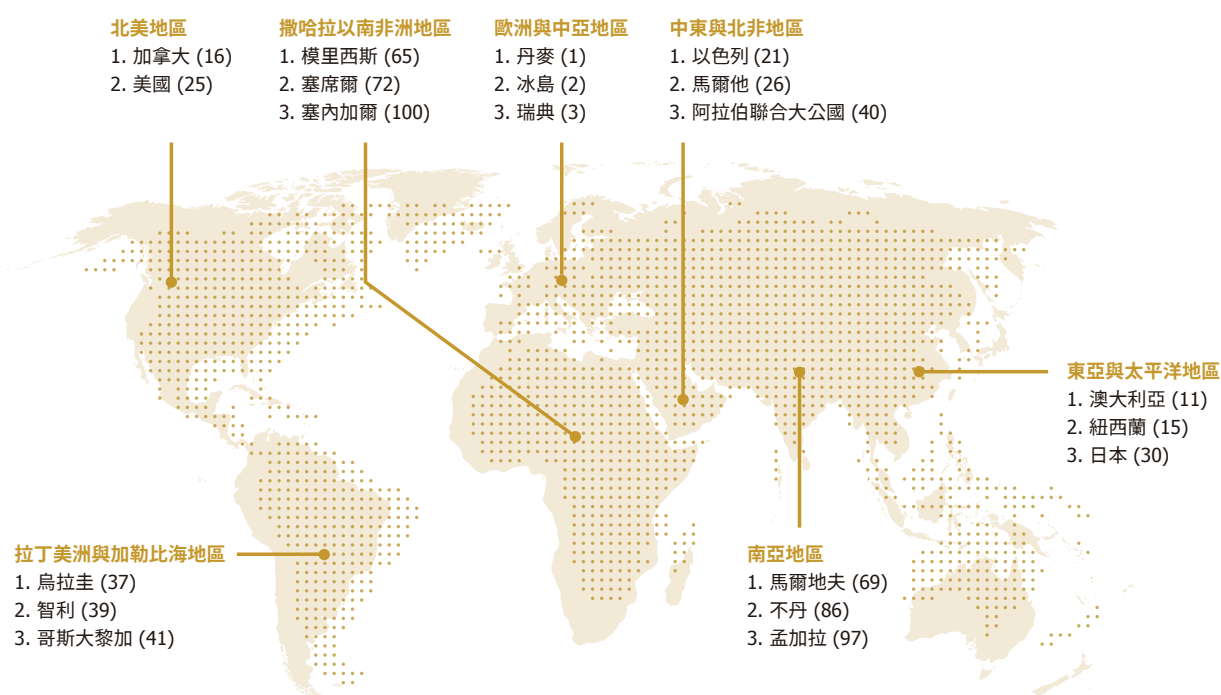 北美地區
1. 加拿大 (16)
2. 美國 (25)
撒哈拉以南非洲地區
1. 模里西斯 (65)
2. 塞席爾 (72)
3. 塞內加爾 (100)
歐洲與中亞地區
1. 丹麥 (1)
2. 冰島 (2)
3. 瑞典 (3)
中東與北非地區
1. 以色列 (21)
2. 馬爾他 (26)
3. 阿拉伯聯合大公國 (40)
東亞與太平洋地區
1. 澳大利亞 (11)
2. 紐西蘭 (15)
3. 日本 (30)
拉丁美洲與加勒比海地區
1. 烏拉圭 (37)
2. 智利 (39)
3. 哥斯大黎加 (41)
南亞地區
1. 馬爾地夫 (69)
2. 不丹 (86)
3. 孟加拉 (97)